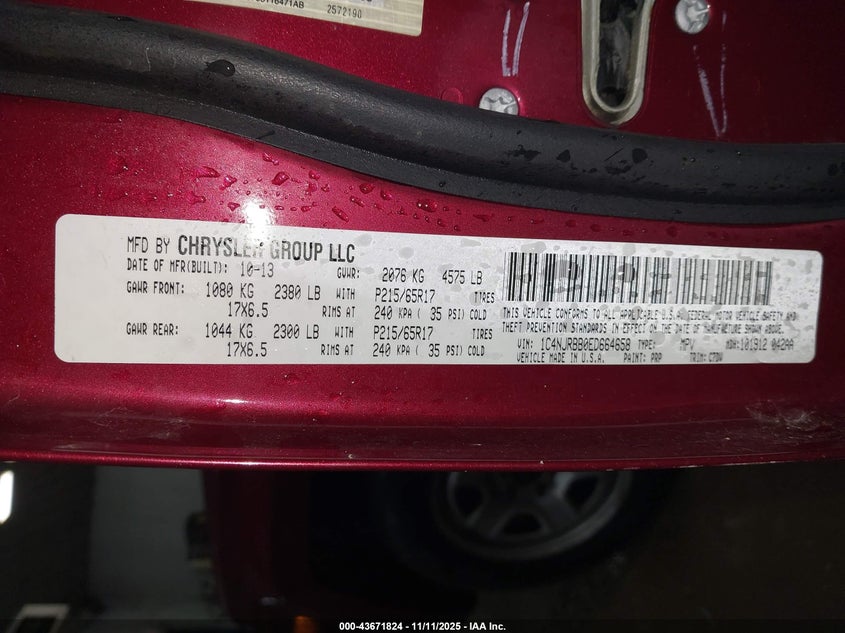 2572190
MFD BY CHRYSLER GROUP LLC
DATE OF MFR(BUILT): 10-13 GVWR: 2076 KG 4575 LB
GAWR FRONT: 1080 KG 2380 LB WITH P215/65R17 TIRES
17X6.5 RIMS AT 240 KPA ( 35 PSI) COLD
GAWR REAR: 1044 KG 2300 LB WITH P215/65R17 TIRES
17X6.5 RIMS AT 240 KPA ( 35 PSI) COLD
THIS VEHICLE CONFORMS TO ALL APPLICABLE U.S.A. FEDERAL MOTOR VEHICLE SAFETY AND
THEFT PREVENTION STANDARDS IN EFFECT ON THE DATE OF MANUFACTURE SHOWN ABOVE.
VIN: 1C4NJRBB0ED664658 TYPE: MPV MDH: 101912 042AA
VEHICLE MADE IN U.S.A. PAINT: PRP TRIM:
000-43671824 - 11/11/2025 - IAA Inc.